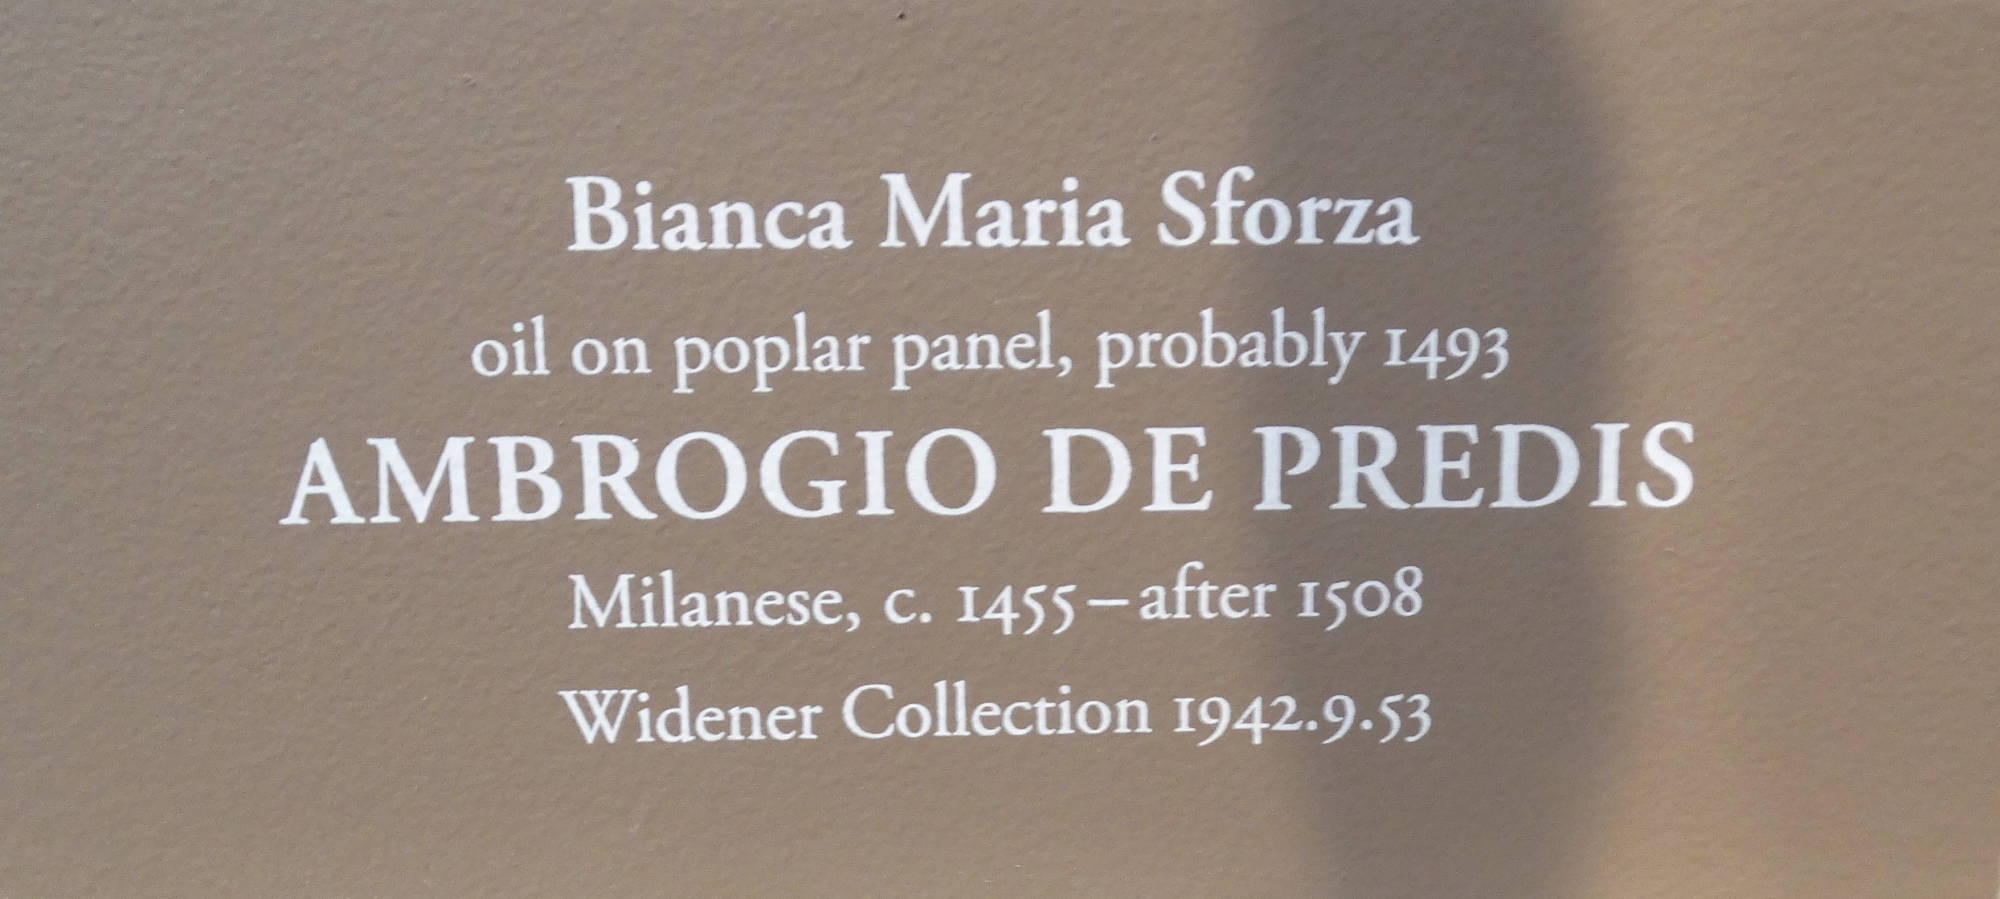 Bianca Maria Sforza
oil on poplar panel, probably 1493
AMBROGIO DE PREDIS
Milanese, c. 1455–after 1508
Widener Collection 1942.9.53